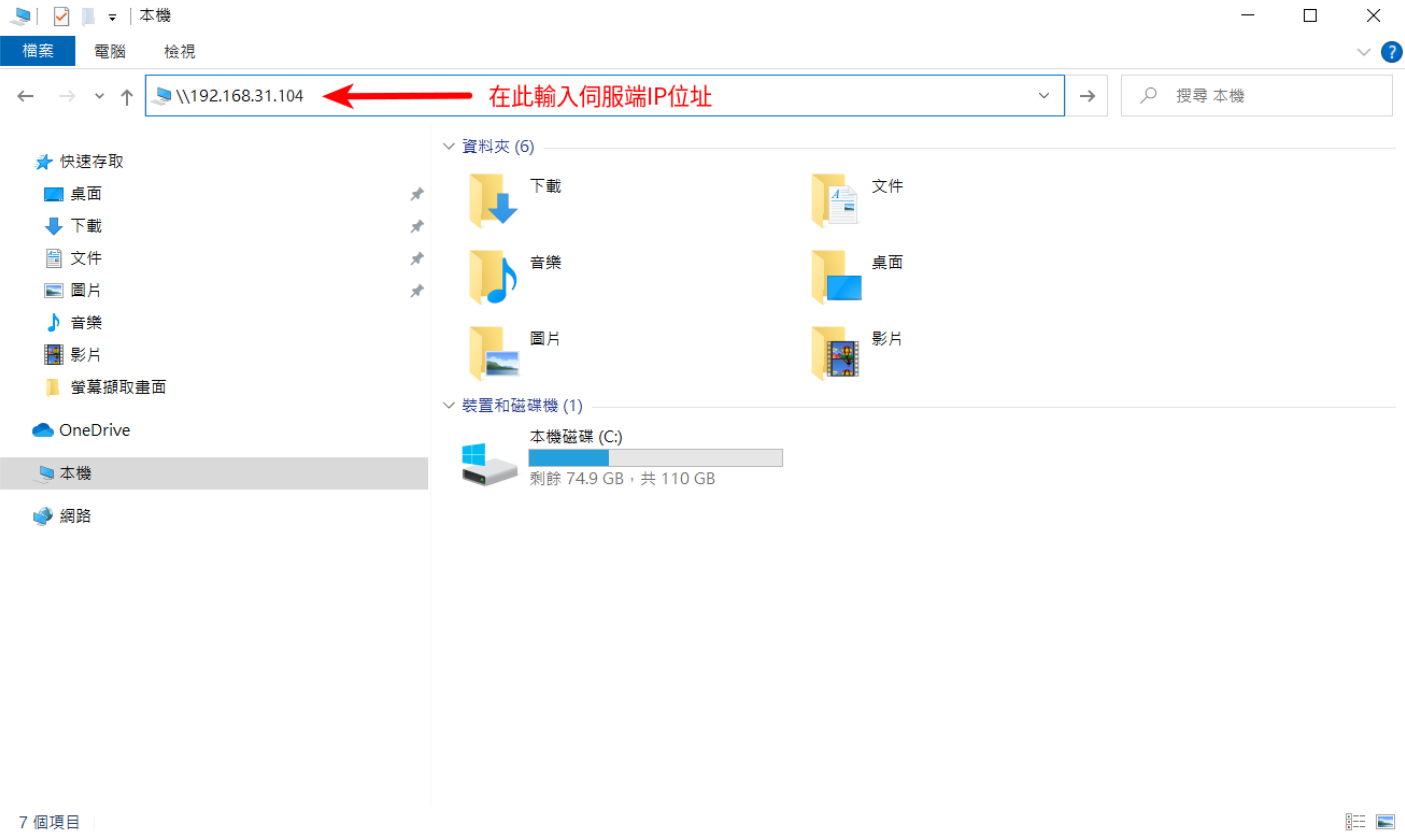 本機
檔案 電腦 檢視
\\192.168.31.104 在此輸入伺服端IP位址 搜尋 本機
快速存取
桌面
下載
文件
圖片
音樂
影片
螢幕擷取畫面
OneDrive
本機
網路
資料夾 (6)
下載 文件
音樂 桌面
圖片 影片
裝置和磁碟機 (1)
本機磁碟 (C:)
剩餘 74.9 GB,共 110 GB
7 個項目